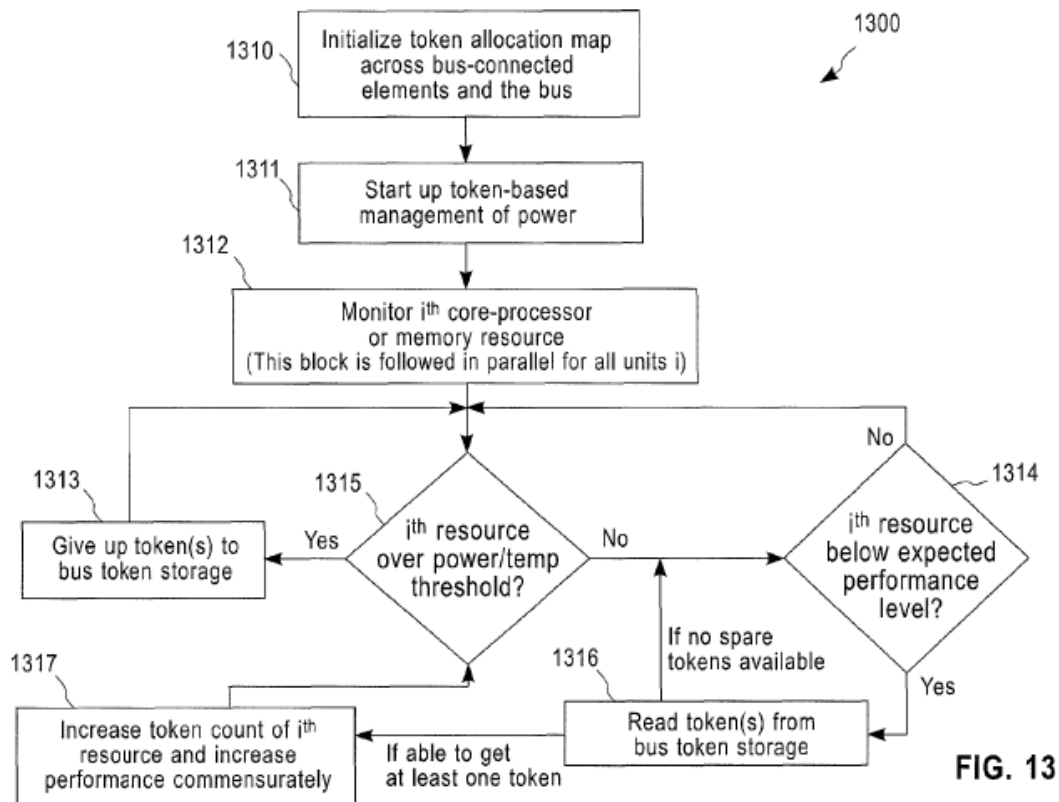 1310
Initialize token allocation map
across bus-connected
elements and the bus
1300
1311
Start up token-based
management of power
1312
Monitor iᵗʰ core-processor
or memory resource
(This block is followed in parallel for all units i)
1313
Give up token(s) to
bus token storage
Yes
1315
iᵗʰ resource
over power/temp
threshold?
No
No
1314
iᵗʰ resource
below expected
performance
level?
Yes
If no spare
tokens available
1316
Read token(s) from
bus token storage
If able to get
at least one token
1317
Increase token count of iᵗʰ
resource and increase
performance commensurately
FIG. 13